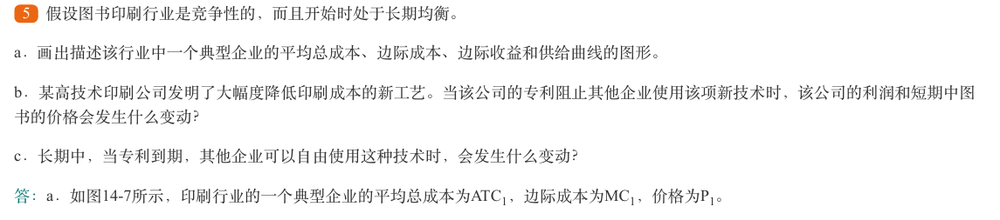 5 假设图书印刷行业是竞争性的，而且开始时处于长期均衡。
a．画出描述该行业中一个典型企业的平均总成本、边际成本、边际收益和供给曲线的图形。
b．某高技术印刷公司发明了大幅度降低印刷成本的新工艺。当该公司的专利阻止其他企业使用该项新技术时，该公司的利润和短期中图
书的价格会发生什么变动?
c．长期中，当专利到期，其他企业可以自由使用这种技术时，会发生什么变动?
答：a．如图14-7所示，印刷行业的一个典型企业的平均总成本为ATC₁，边际成本为MC₁，价格为P₁。